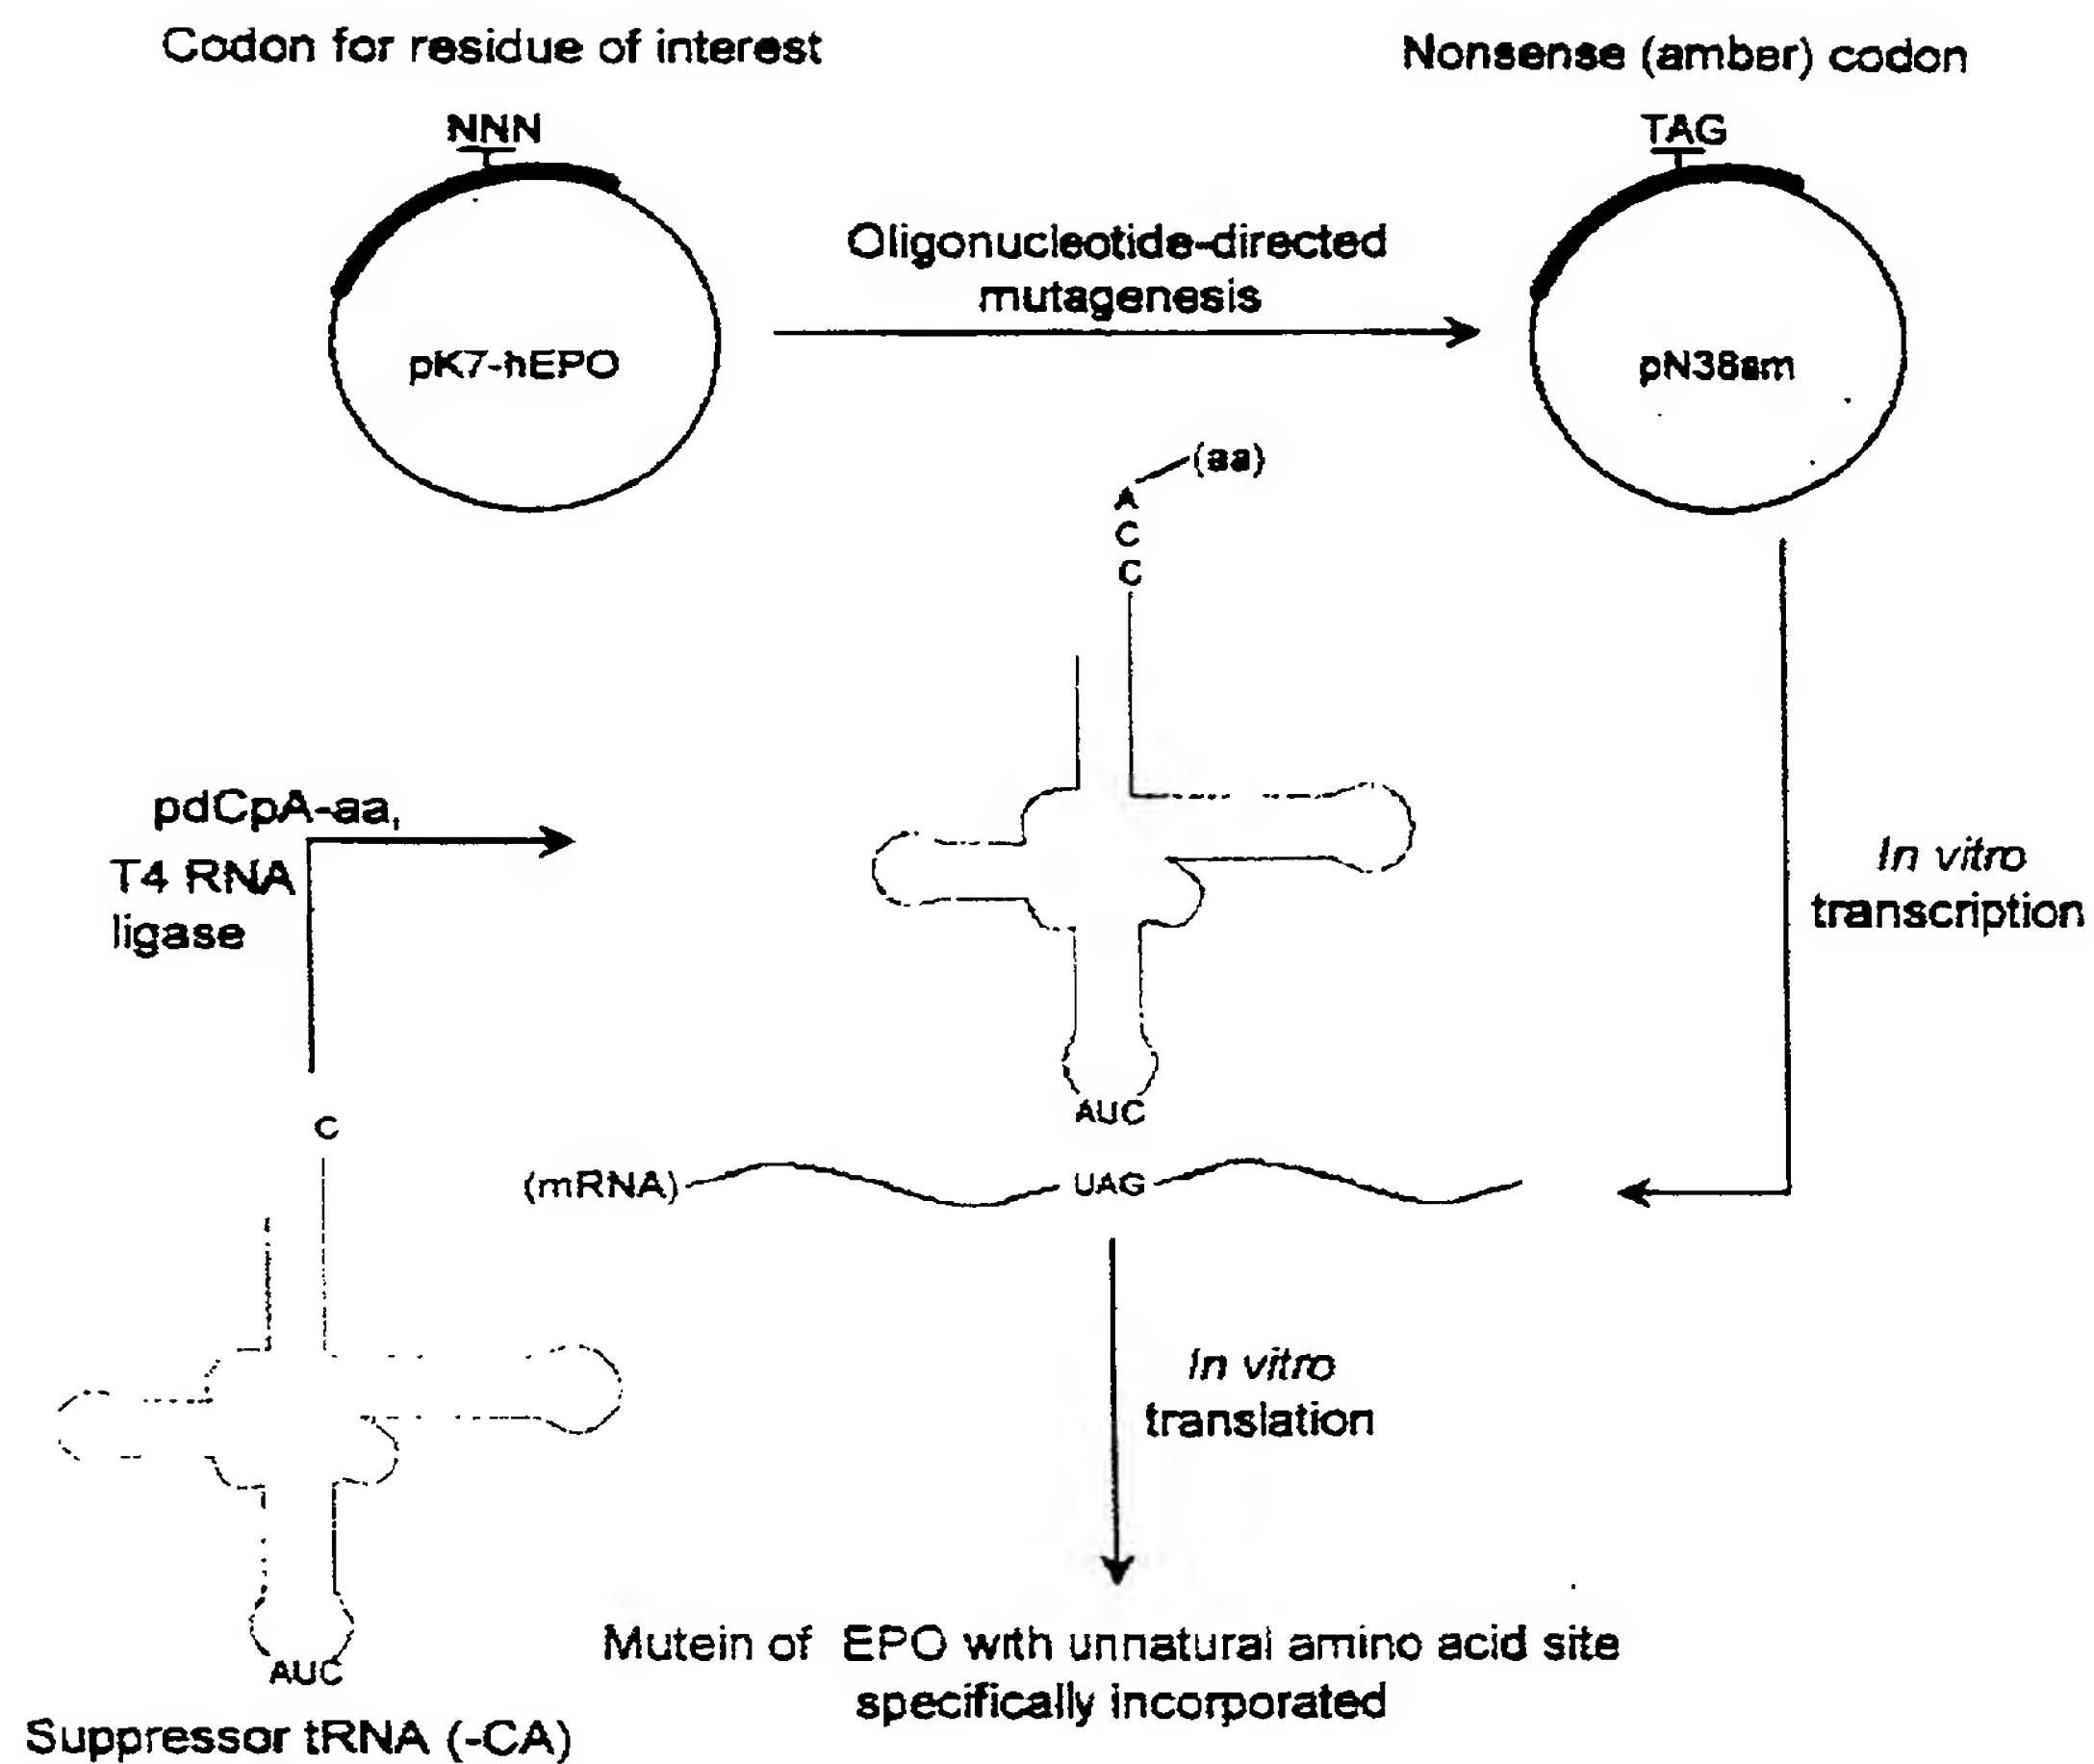 Codon for residue of interest
Nonsense (amber) codon
NNN
TAG
Oligonucleotide-directed
mutagenesis
pK7-hEPO
pN38am
(aa)
A
C
C
pdCpA-aa,
T4 RNA
ligase
In vitro
transcription
AUC
C
(mRNA)
UAG
In vitro
translation
AUC
Mutein of EPO with unnatural amino acid site
specifically incorporated
Suppressor tRNA (-CA)